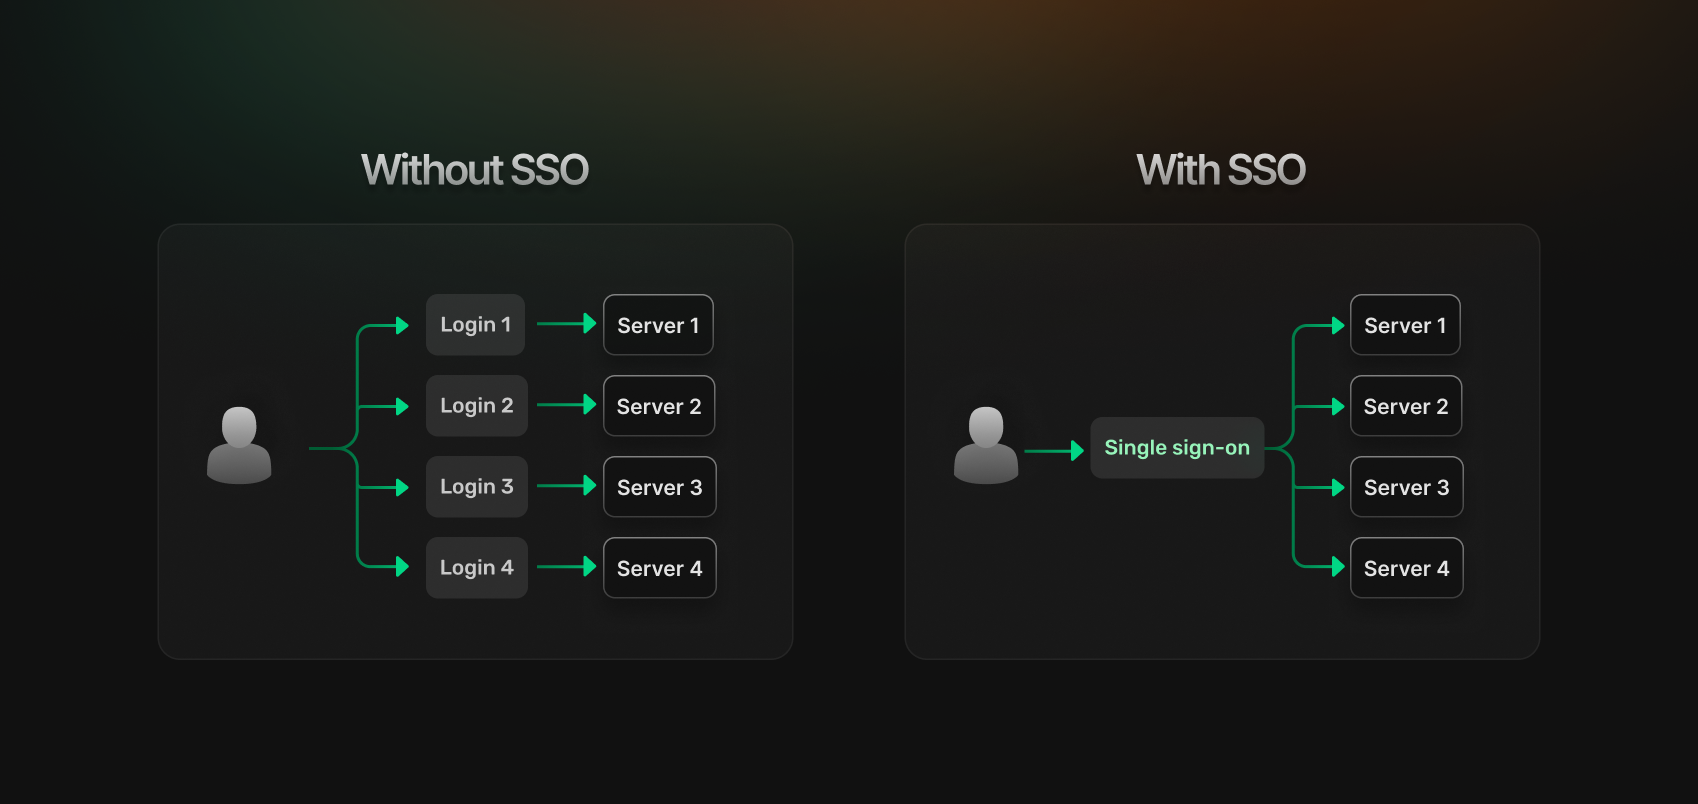 Without SSO
Login 1
Server 1
Login 2
Server 2
Login 3
Server 3
Login 4
Server 4
With SSO
Single sign-on
Server 1
Server 2
Server 3
Server 4